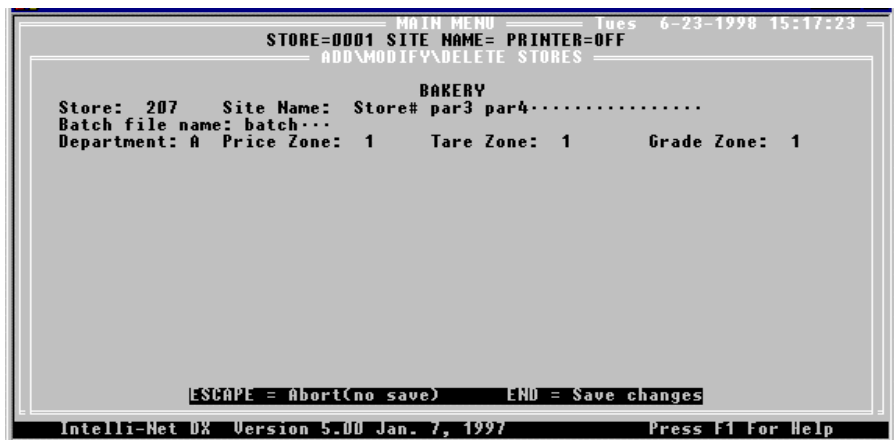 MAIN MENU Tues 6-23-1998 15:17:23
STORE=0001 SITE NAME= PRINTER=OFF
ADD\MODIFY\DELETE STORES
BAKERY
Store: 207 Site Name: Store# par3 par4················
Batch file name: batch···
Department: A Price Zone: 1 Tare Zone: 1 Grade Zone: 1
ESCAPE = Abort(no save) END = Save changes
Intelli-Net DX Version 5.00 Jan. 7, 1997 Press F1 For Help